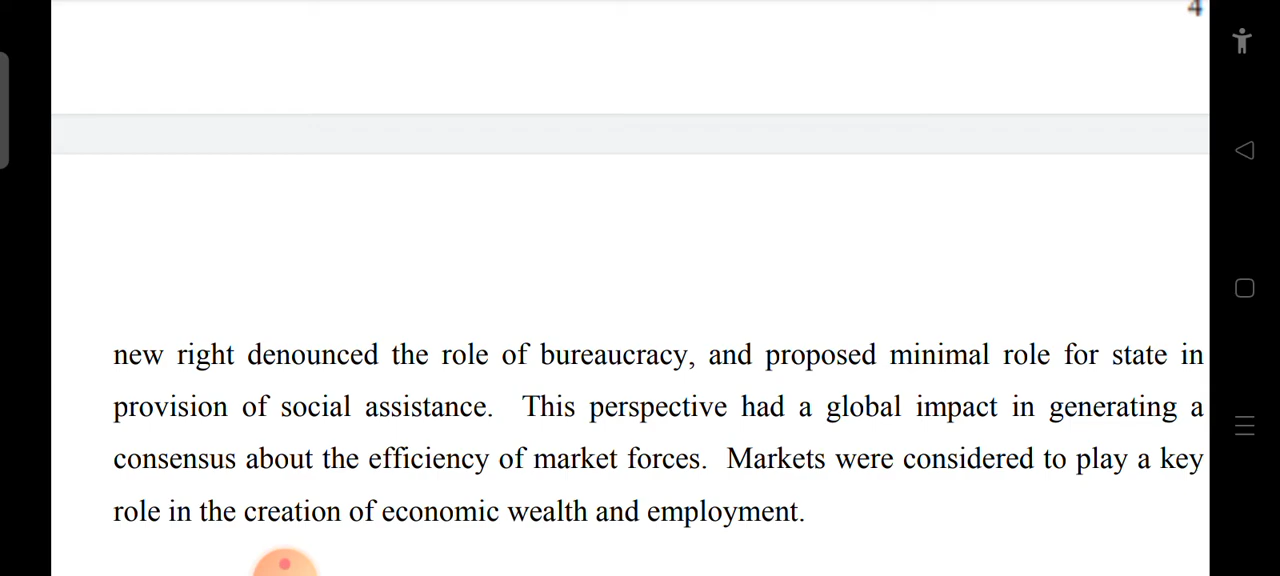 4
new right denounced the role of bureaucracy, and proposed minimal role for state in
provision of social assistance.  This perspective had a global impact in generating a
consensus about the efficiency of market forces.  Markets were considered to play a key
role in the creation of economic wealth and employment.